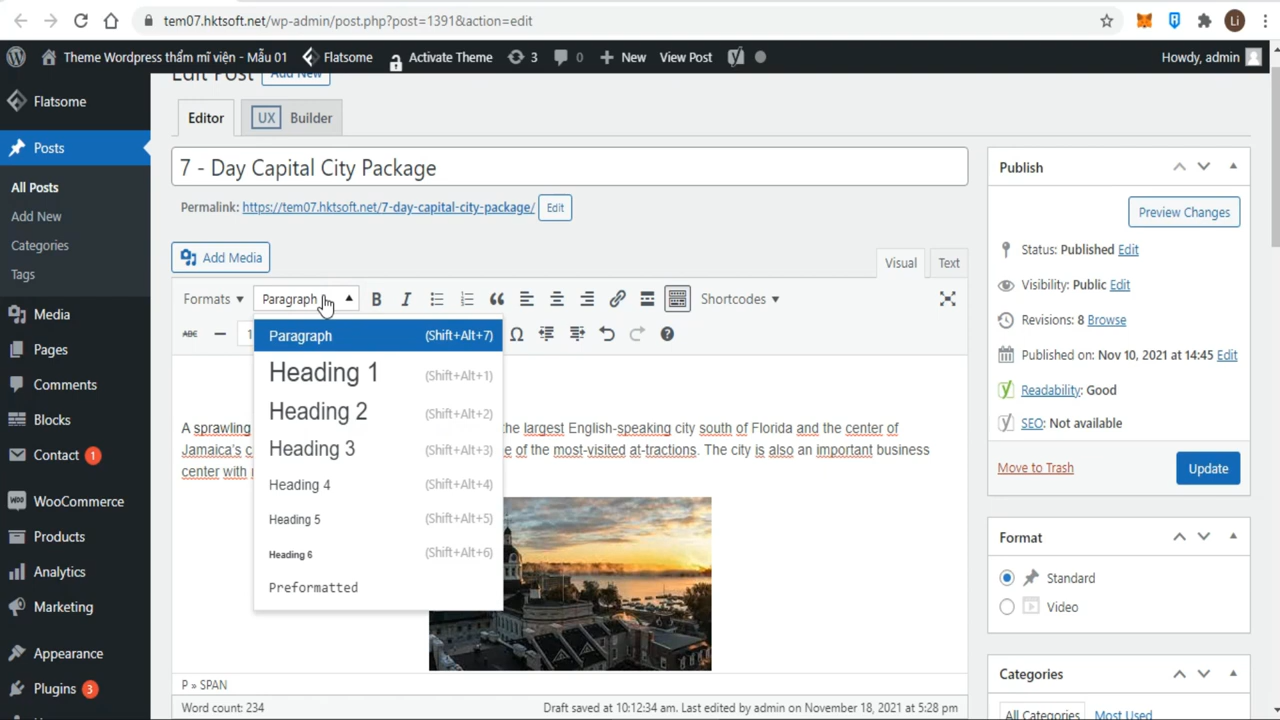 tem07.hktsoft.net/wp-admin/post.php?post=1391&action=edit
Li
Theme Wordpress thẩm mĩ viện - Mẫu 01
Flatsome
Activate Theme
3
0
New
View Post
Howdy, admin
Edit Post
Add New
Flatsome
Posts
All Posts
Add New
Categories
Tags
Media
Pages
Comments
Blocks
Contact 1
WooCommerce
Products
Analytics
Marketing
Appearance
Plugins 3
Editor
UX Builder
7 - Day Capital City Package
Permalink: https://tem07.hktsoft.net/7-day-capital-city-package/ Edit
Add Media
Visual
Text
Formats
Paragraph
B
I
Shortcodes
ABC
1
Ω
Paragraph (Shift+Alt+7)
Heading 1 (Shift+Alt+1)
Heading 2 (Shift+Alt+2)
Heading 3 (Shift+Alt+3)
Heading 4 (Shift+Alt+4)
Heading 5 (Shift+Alt+5)
Heading 6 (Shift+Alt+6)
Preformatted
A sprawling the largest English-speaking city south of Florida and the center of
Jamaica's of the most-visited at-tractions. The city is also an important business
center with
P » SPAN
Word count: 234
Draft saved at 10:12:34 am. Last edited by admin on November 18, 2021 at 5:28 pm
Publish
Preview Changes
Status: Published Edit
Visibility: Public Edit
Revisions: 8 Browse
Published on: Nov 10, 2021 at 14:45 Edit
Readability: Good
SEO: Not available
Move to Trash
Update
Format
Standard
Video
Categories
All Categories
Most Used